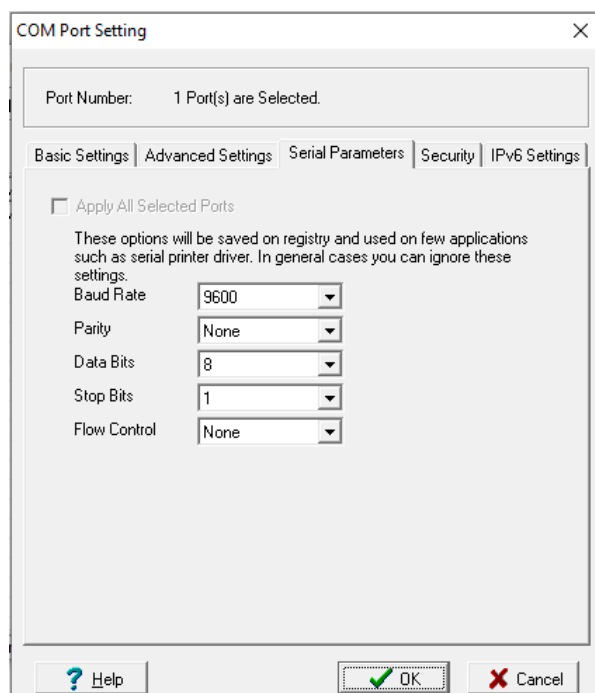 COM Port Setting
Port Number: 1 Port(s) are Selected.
Basic Settings Advanced Settings Serial Parameters Security IPv6 Settings
Apply All Selected Ports
These options will be saved on registry and used on few applications
such as serial printer driver. In general cases you can ignore these
settings.
Baud Rate 9600
Parity None
Data Bits 8
Stop Bits 1
Flow Control None
? Help OK Cancel